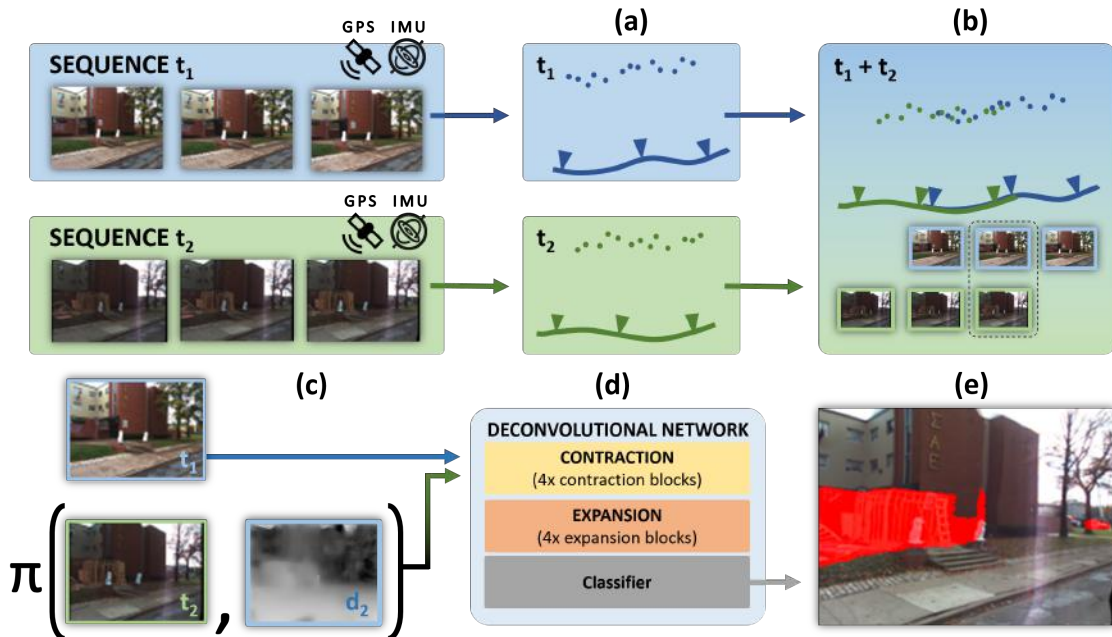 (a)
(b)
GPS IMU
SEQUENCE t1
t1
t1 + t2
GPS IMU
SEQUENCE t2
t2
(c)
(d)
(e)
t1
DECONVOLUTIONAL NETWORK
CONTRACTION
(4x contraction blocks)
EXPANSION
(4x expansion blocks)
Classifier
π ( t2 , d2 )
ΣAE